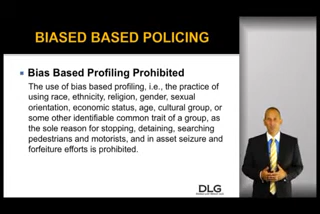 BIASED BASED POLICING
Bias Based Profiling Prohibited
The use of bias based profiling, i.e., the practice of
using race, ethnicity, religion, gender, sexual
orientation, economic status, age, cultural group, or
some other identifiable common trait of a group, as
the sole reason for stopping, detaining, searching
pedestrians and motorists, and in asset seizure and
forfeiture efforts is prohibited.
DLG